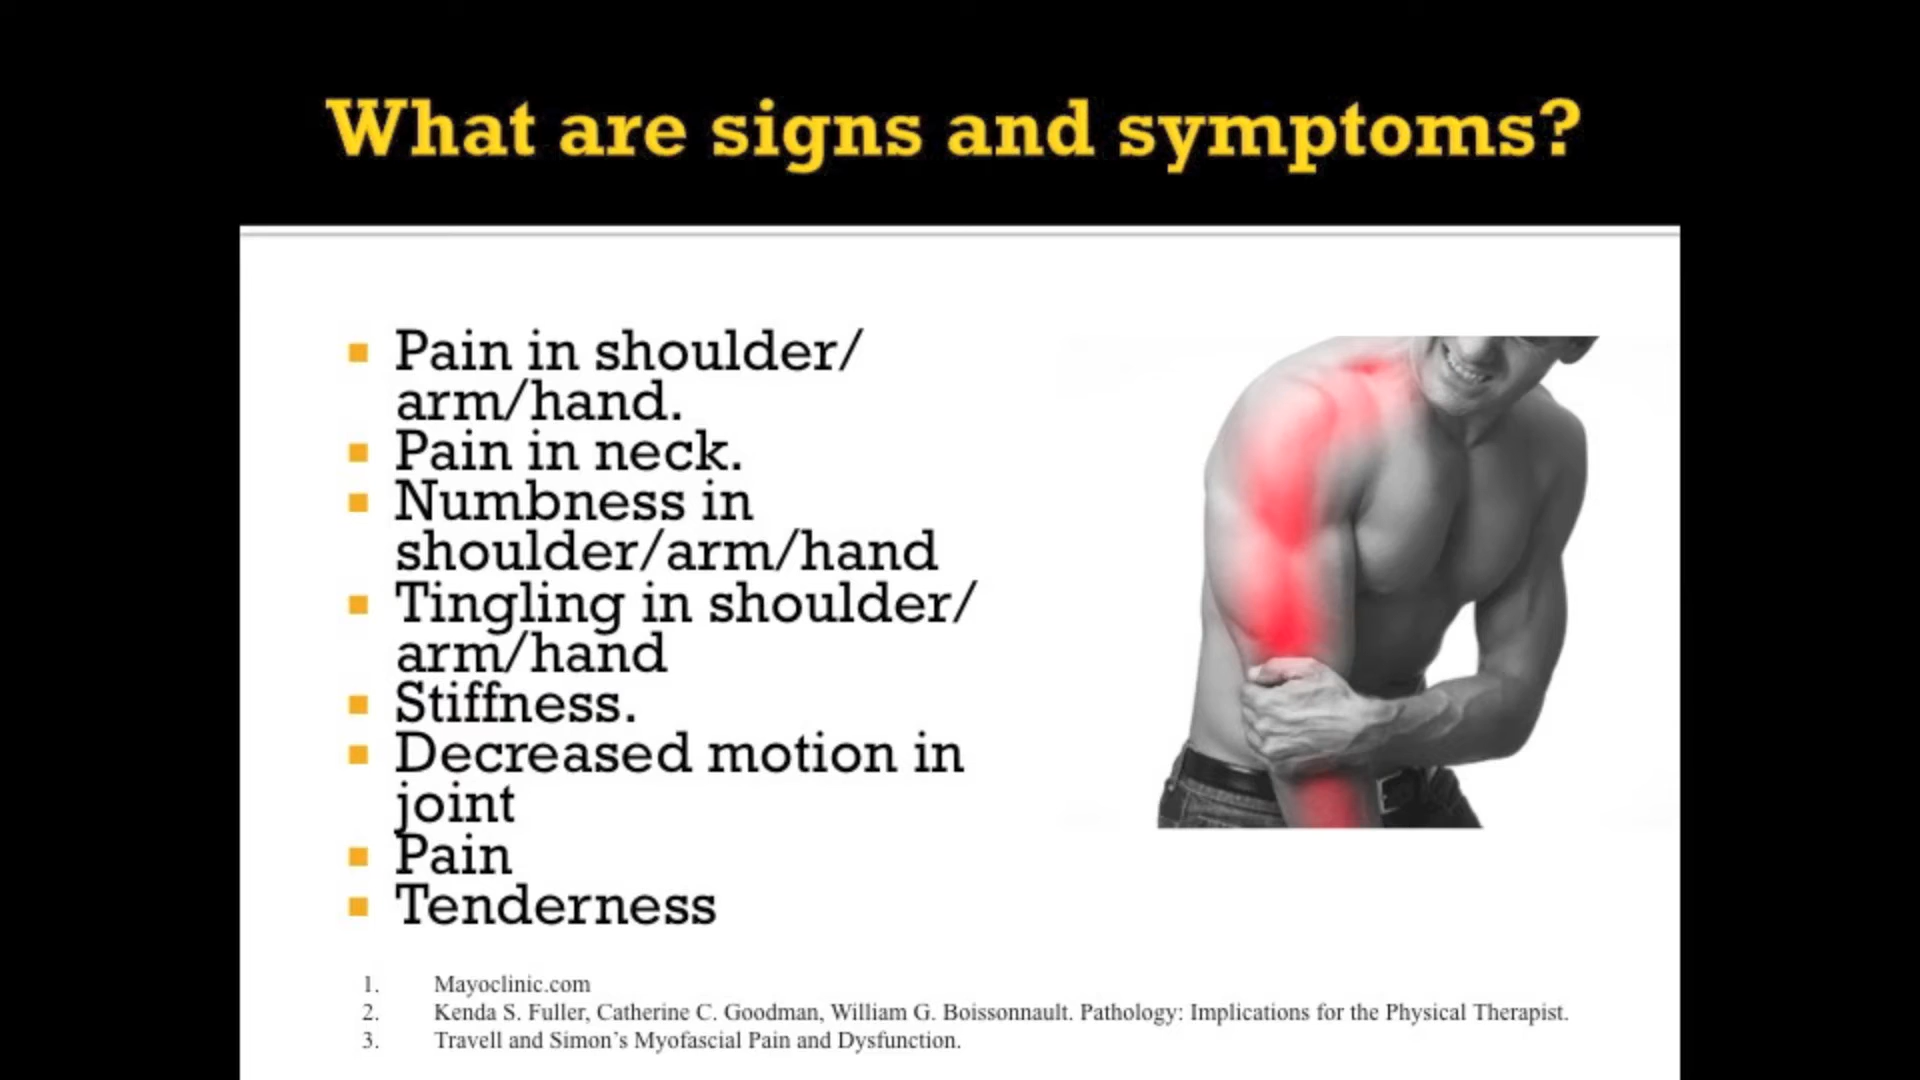 What are signs and symptoms?
Pain in shoulder/
arm/hand.
Pain in neck.
Numbness in
shoulder/arm/hand
Tingling in shoulder/
arm/hand
Stiffness.
Decreased motion in
joint
Pain
Tenderness
1. Mayoclinic.com
2. Kenda S. Fuller, Catherine C. Goodman, William G. Boissonnault. Pathology: Implications for the Physical Therapist.
3. Travell and Simon's Myofascial Pain and Dysfunction.